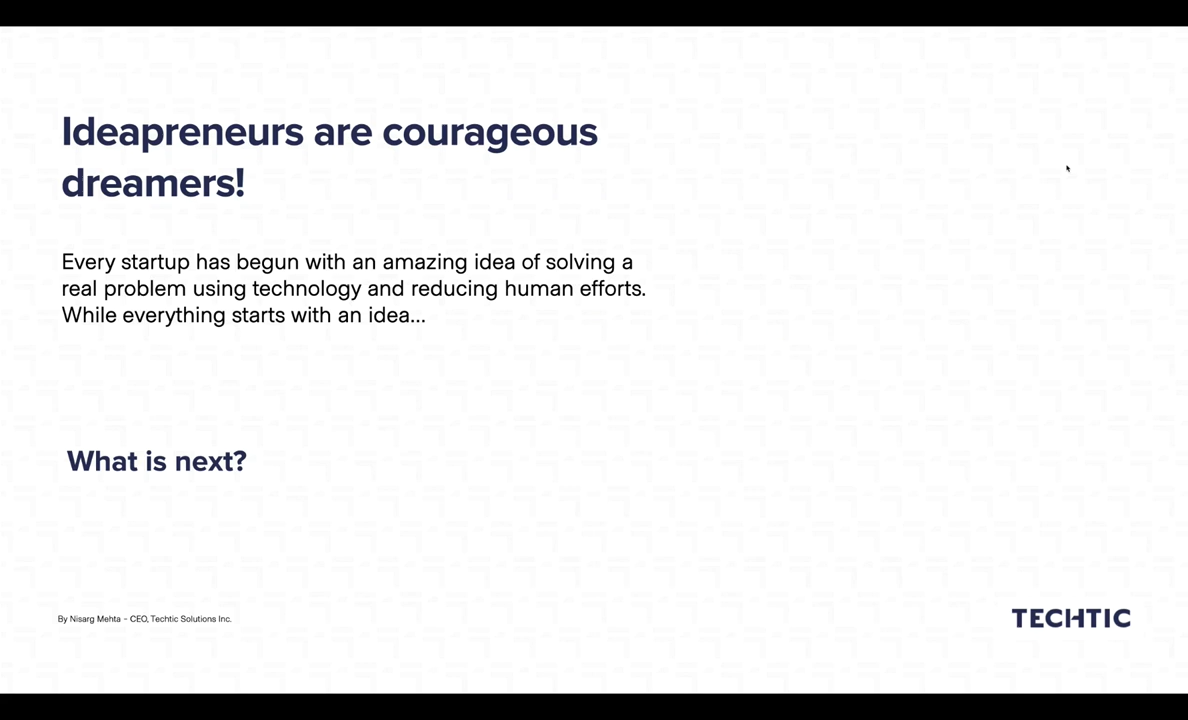 Ideapreneurs are courageous
dreamers!
Every startup has begun with an amazing idea of solving a
real problem using technology and reducing human efforts.
While everything starts with an idea...
What is next?
By Nisarg Mehta - CEO, Techtic Solutions Inc.
TECHTIC